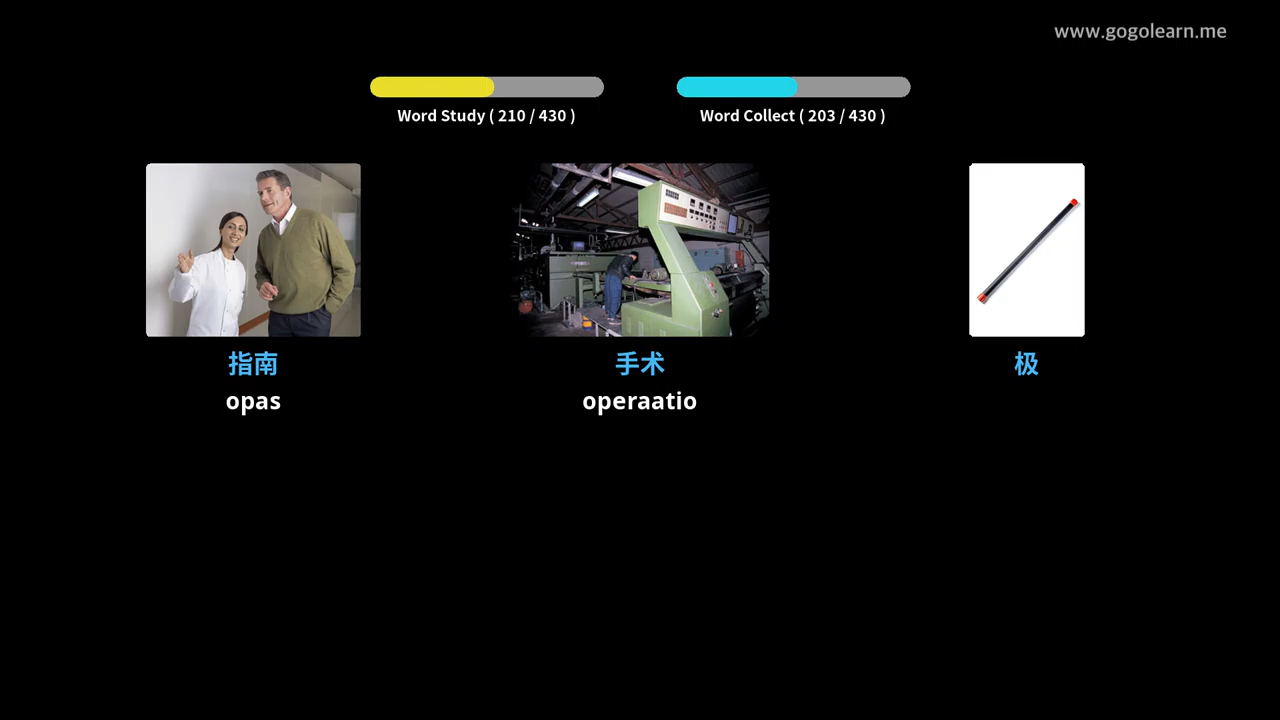 www.gogolearn.me
Word Study ( 210 / 430 )
Word Collect ( 203 / 430 )
指南
手术
极
opas
operaatio